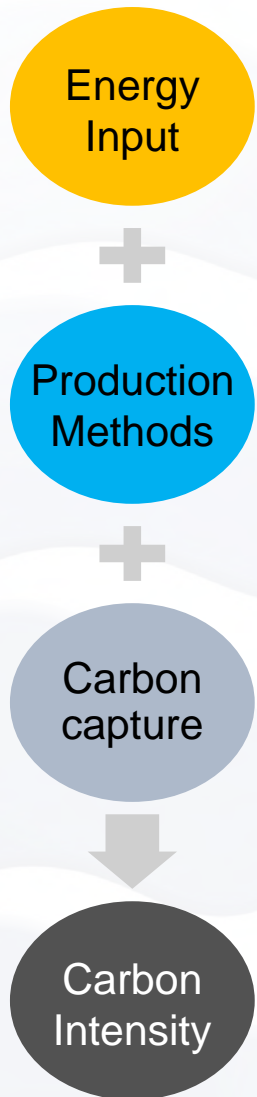 Energy
Input
Production
Methods
Carbon
capture
Carbon
Intensity